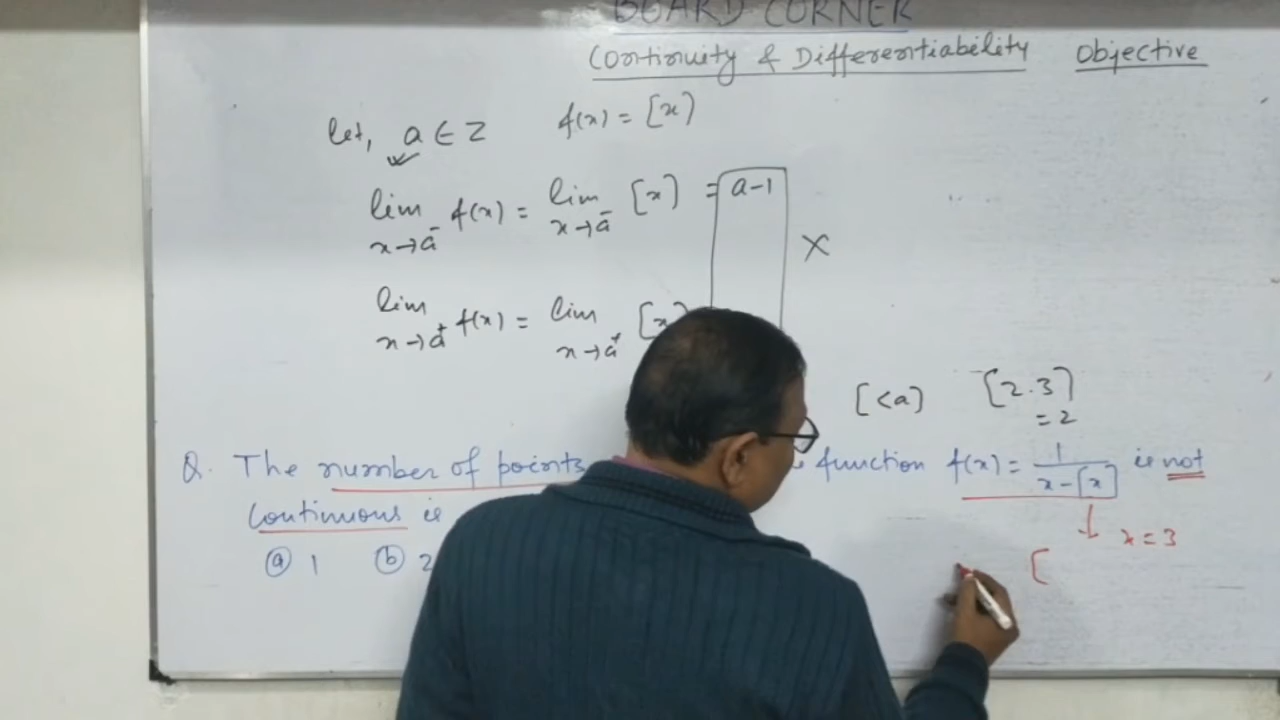 BOARD CORNER
Continuity & Differentiability Objective
let, a ∈ Z f(x) = [x]
lim x→a⁻ f(x) = lim x→a⁻ [x] = a-1 ×
lim x→a⁺ f(x) = lim x→a⁺ [x]
[<a] [2.3]
= 2
Q. The number of points function f(x) = 1/(x-[x]) is not
continuous is
x = 3
ⓐ 1 ⓑ 2 [